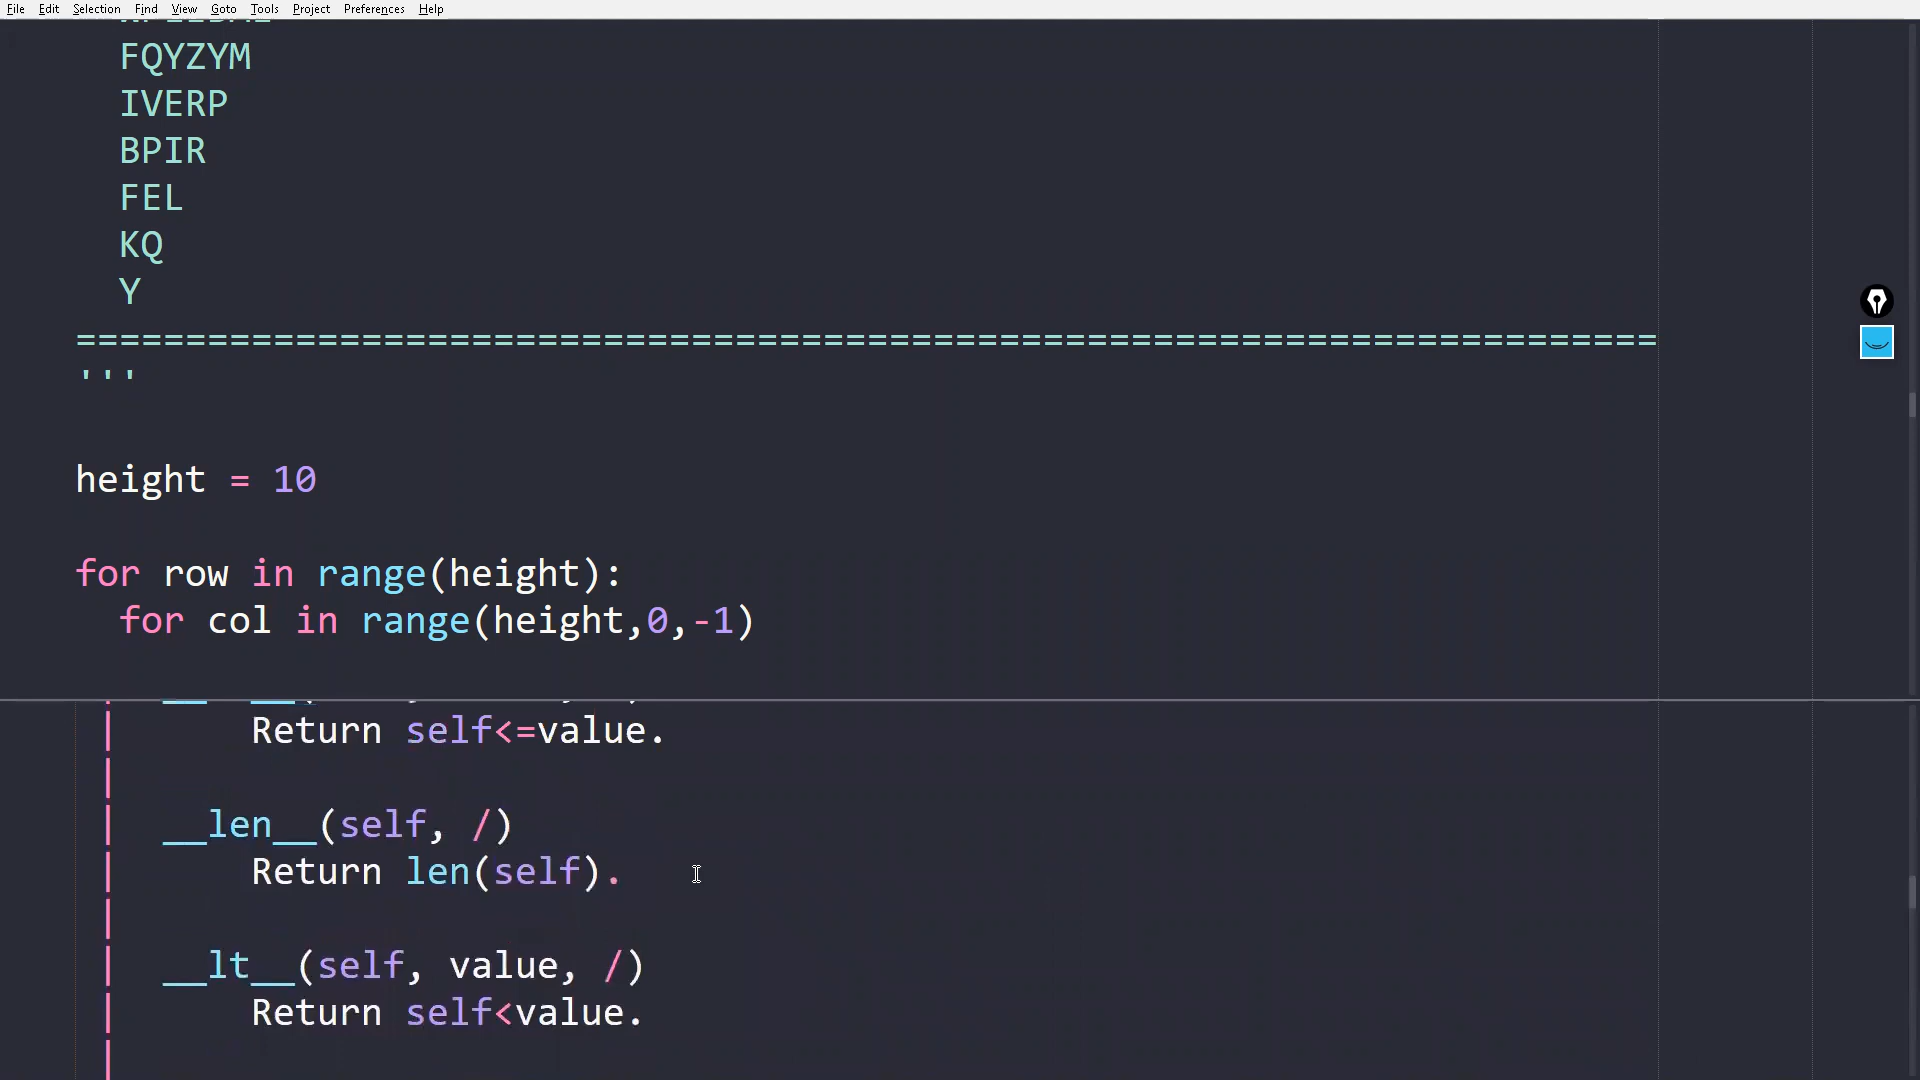 File Edit Selection Find View Goto Tools Project Preferences Help
FQYZYM
IVERP
BPIR
FEL
KQ
Y
========================================================================
'''
height = 10
for row in range(height):
for col in range(height,0,-1)
Return self<=value.
__len__(self, /)
Return len(self).
__lt__(self, value, /)
Return self<value.